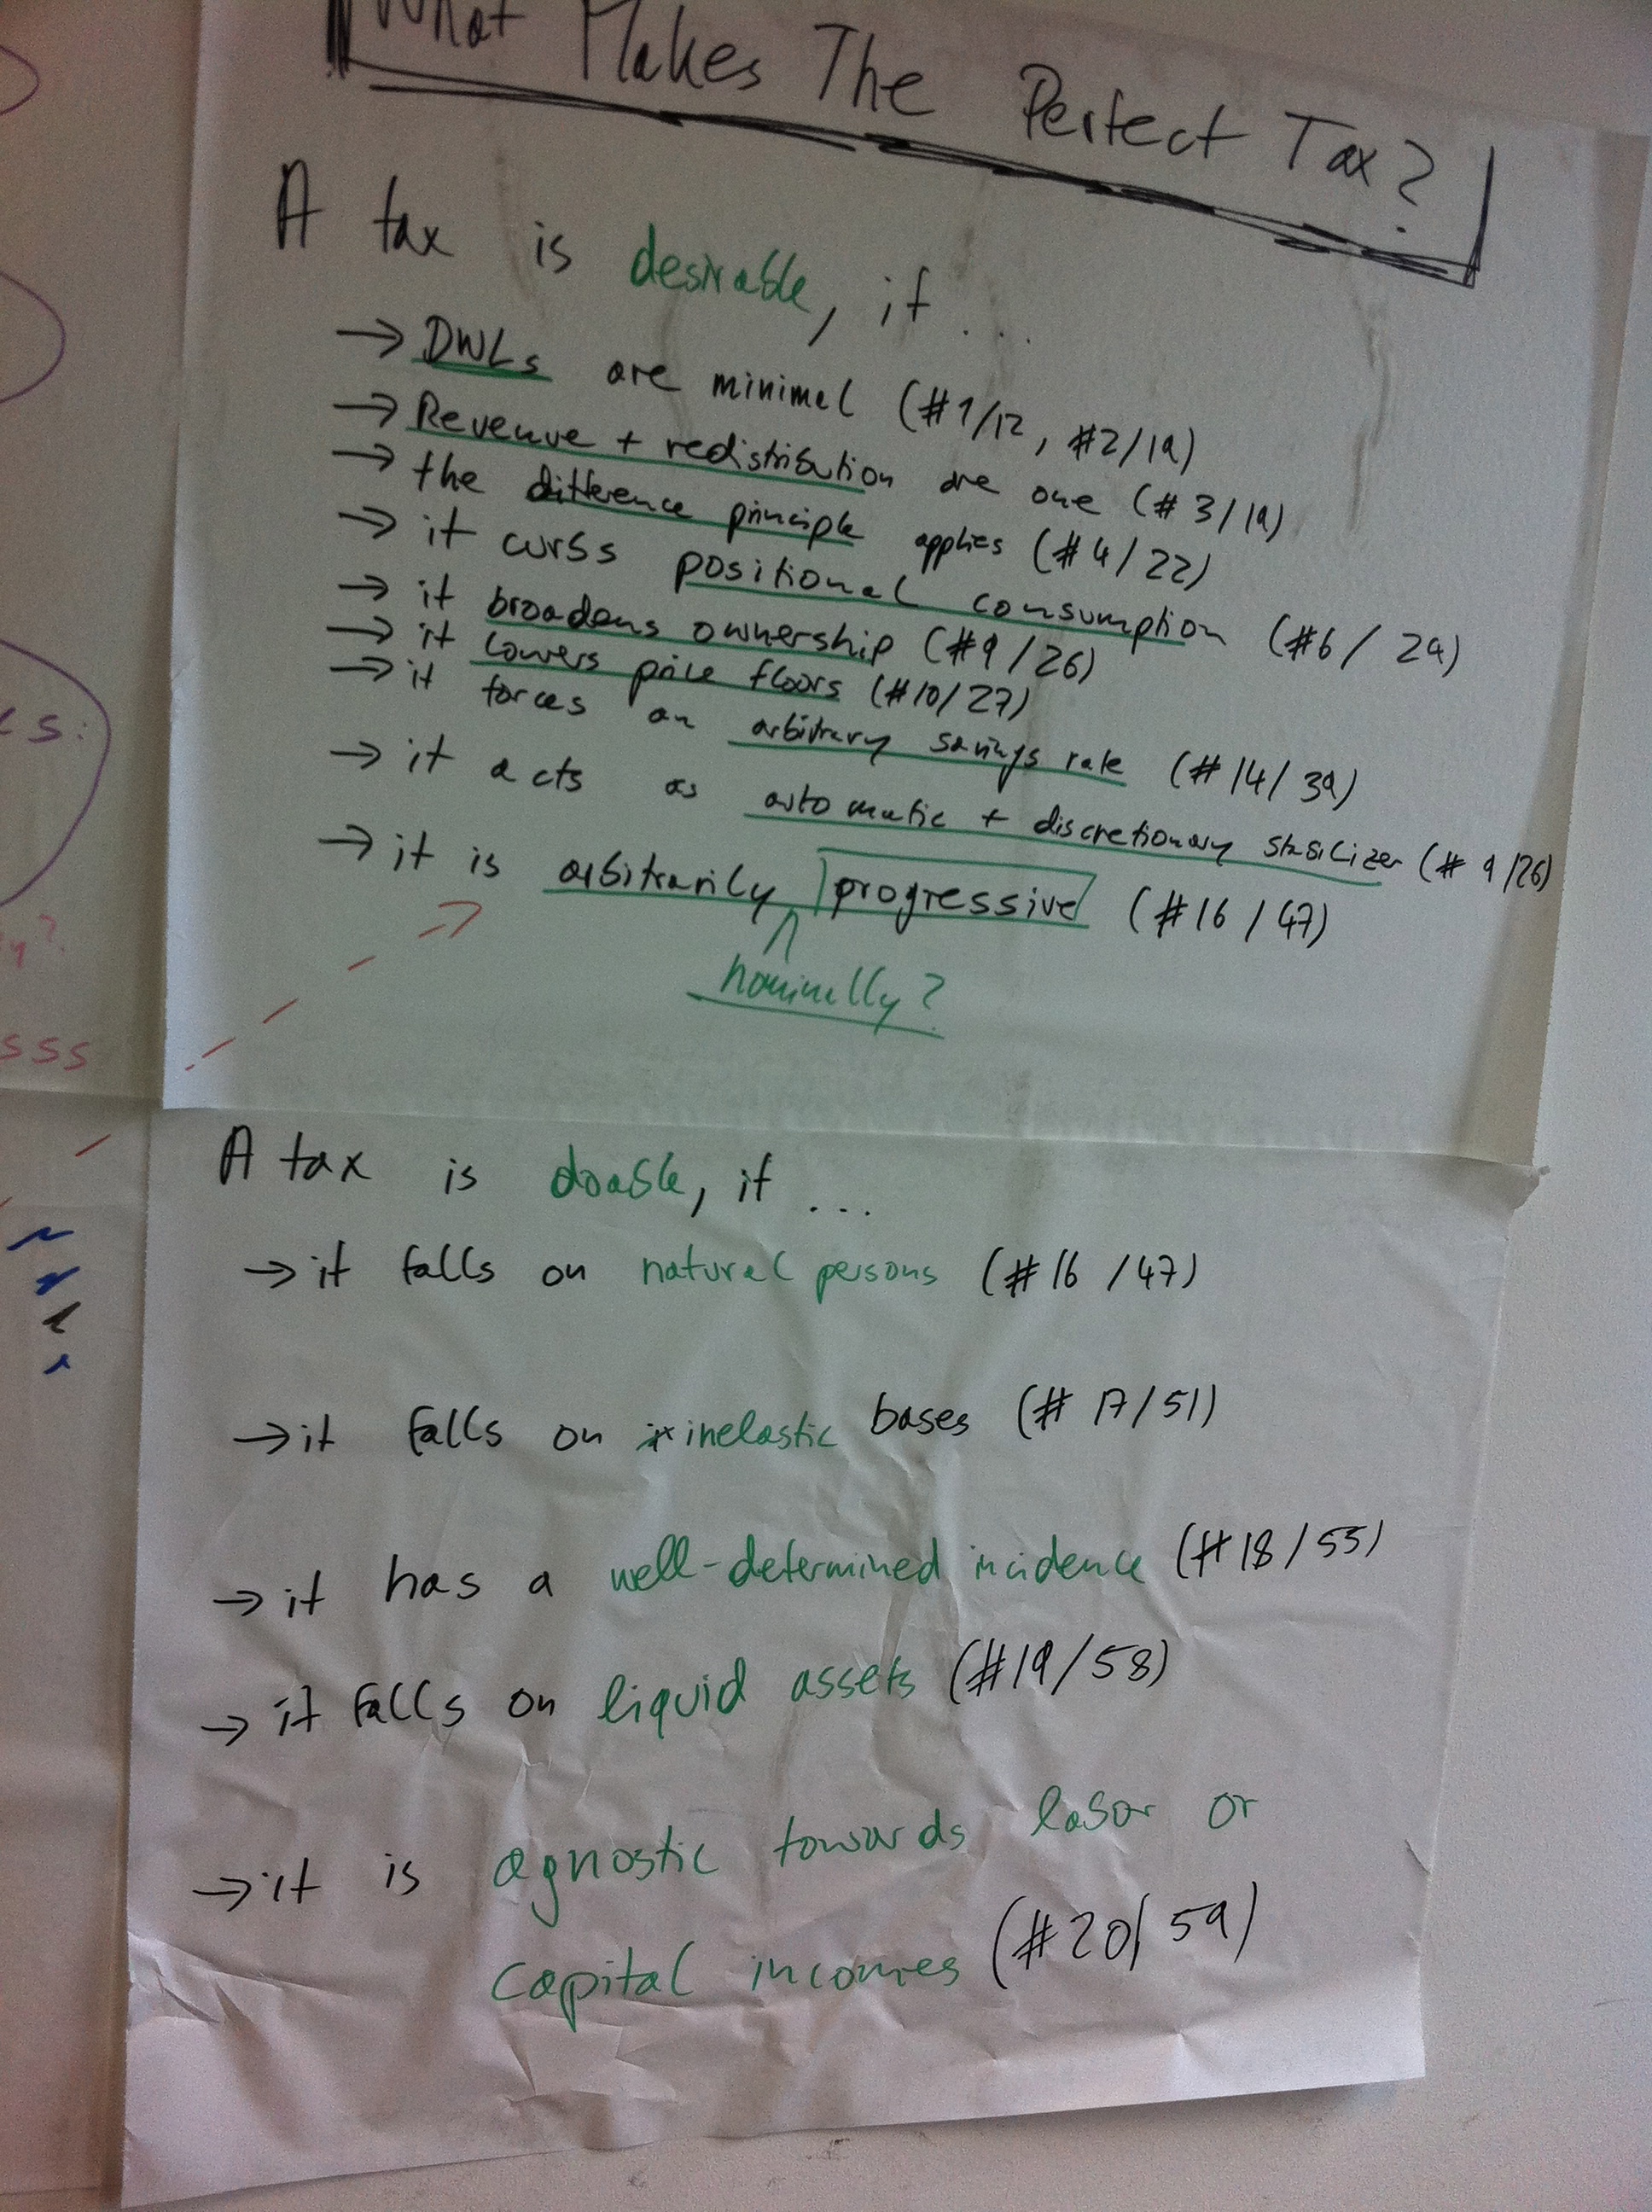 What Makes The Perfect Tax?
A tax is desirable, if ...
→ DWLs are minimal (#1/12, #2/19)
→ Revenue + redistribution are one (#3/19)
→ the difference principle applies (#4/22)
→ it curbs positional consumption (#6/29)
→ it broadens ownership (#9/26)
→ it lowers price floors (#10/27)
→ it forces an arbitrary savings rate (#14/39)
→ it acts as automatic + discretionary stabilizer (#9/26)
→ it is arbitrarily progressive (#16/47)
nominally?
A tax is doable, if ...
→ it falls on natural persons (#16/47)
→ it falls on inelastic bases (#17/51)
→ it has a well-determined incidence (#18/55)
→ it falls on liquid assets (#19/58)
→ it is agnostic towards labor or
capital incomes (#20/59)